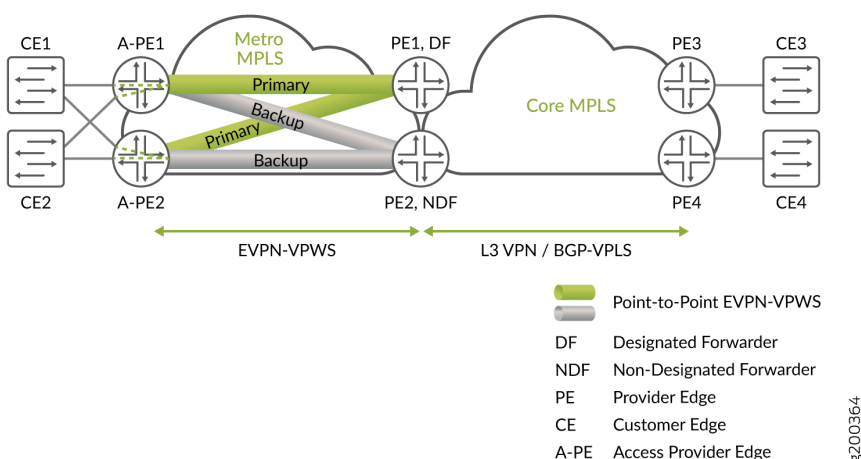 CE1
A-PE1
Metro
MPLS
PE1, DF
PE3
CE3
Primary
Backup
Core MPLS
Primary
Backup
CE2
A-PE2
PE2, NDF
PE4
CE4
EVPN-VPWS
L3 VPN / BGP-VPLS
Point-to-Point EVPN-VPWS
DF Designated Forwarder
NDF Non-Designated Forwarder
PE Provider Edge
CE Customer Edge
A-PE Access Provider Edge
g200364